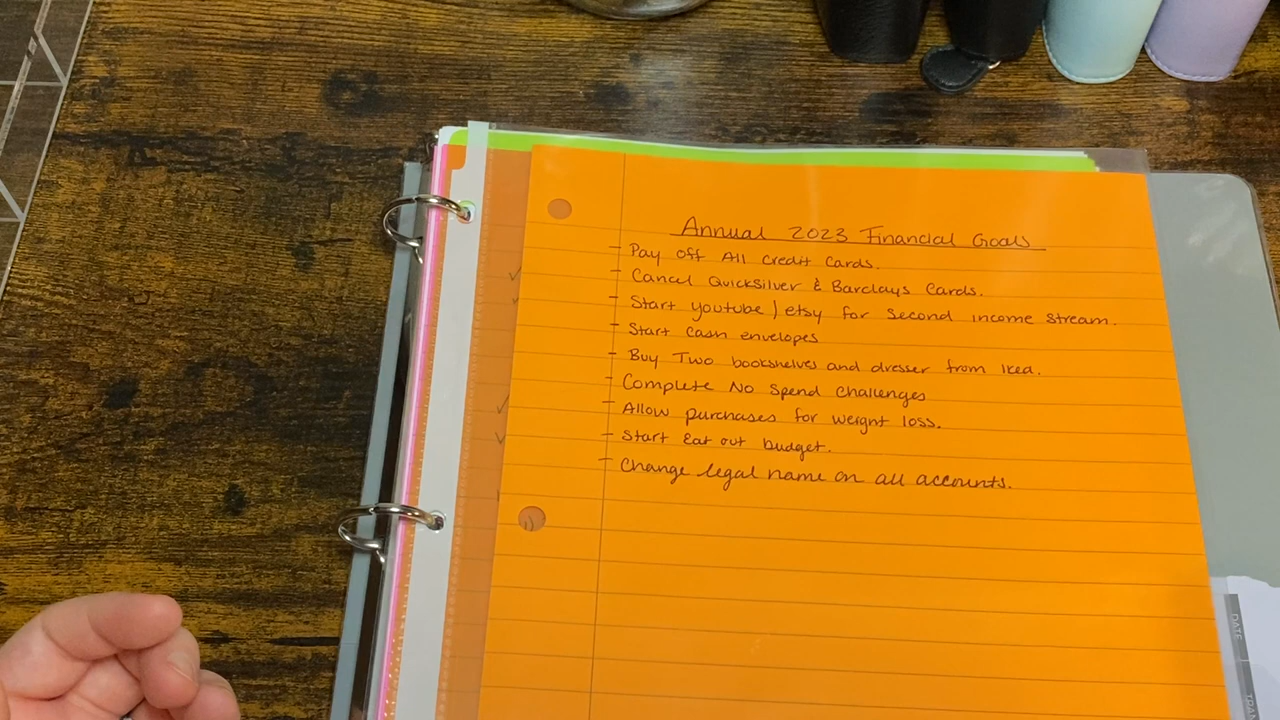 Annual 2023 Financial Goals
- Pay off All credit cards.
- Cancel Quicksilver & Barclays Cards.
- Start youtube / etsy for second income stream.
- Start cash envelopes
- Buy Two bookshelves and dresser from Ikea.
- Complete No Spend Challenges
- Allow purchases for weight loss.
- Start Eat out budget.
- Change legal name on all accounts.
DATE